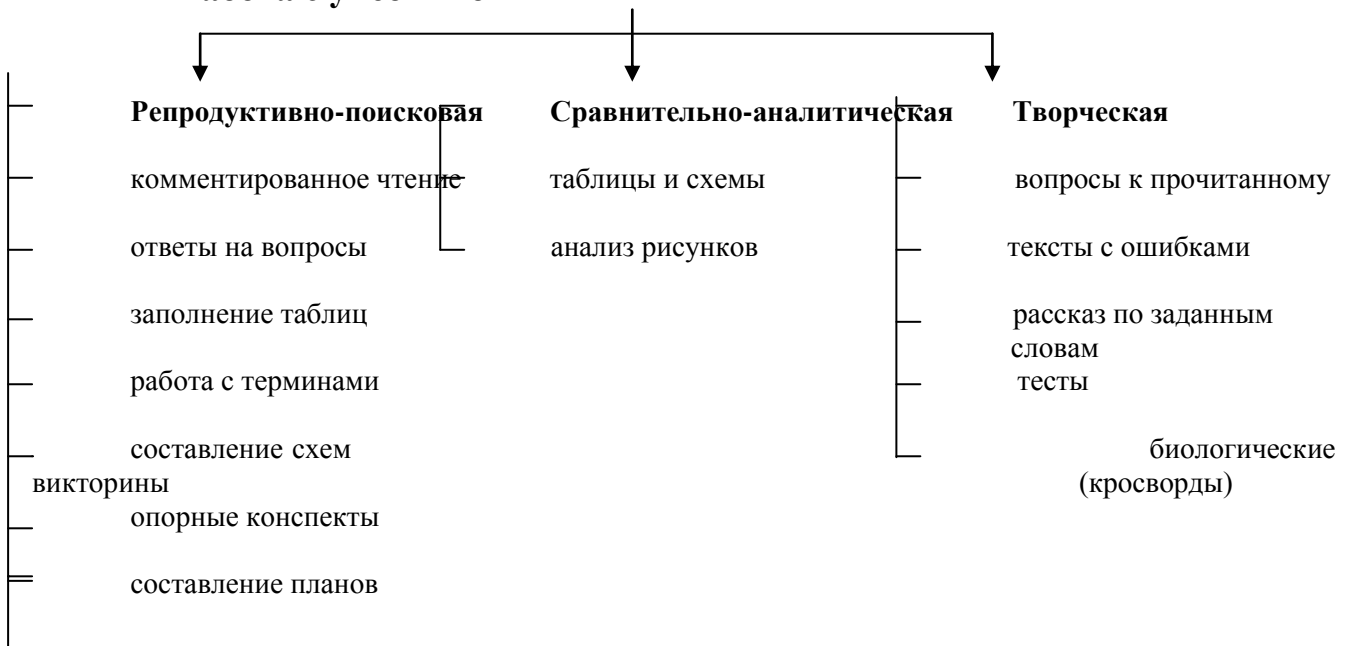 Репродуктивно-поисковая Сравнительно-аналитическая Творческая
комментированное чтение таблицы и схемы вопросы к прочитанному
ответы на вопросы анализ рисунков тексты с ошибками
заполнение таблиц рассказ по заданным
словам
работа с терминами тесты
составление схем биологические
викторины (кросворды)
опорные конспекты
составление планов